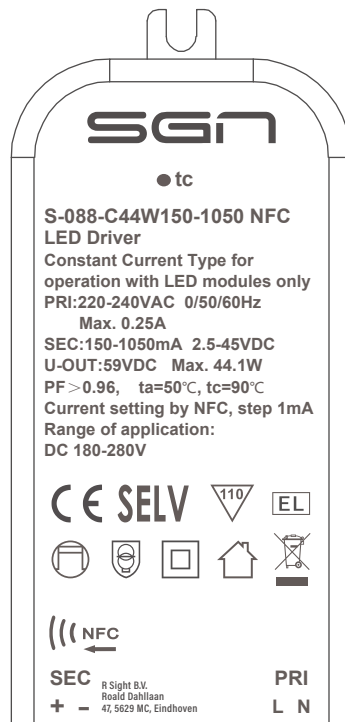 SGN
tc
S-088-C44W150-1050 NFC
LED Driver
Constant Current Type for
operation with LED modules only
PRI:220-240VAC 0/50/60Hz
Max. 0.25A
SEC:150-1050mA 2.5-45VDC
U-OUT:59VDC Max. 44.1W
PF＞0.96, ta=50℃, tc=90℃
Current setting by NFC, step 1mA
Range of application:
DC 180-280V
CE SELV 110 EL
NFC
SEC R Sight B.V. PRI
Roald Dahllaan
+ - 47, 5629 MC, Eindhoven L N